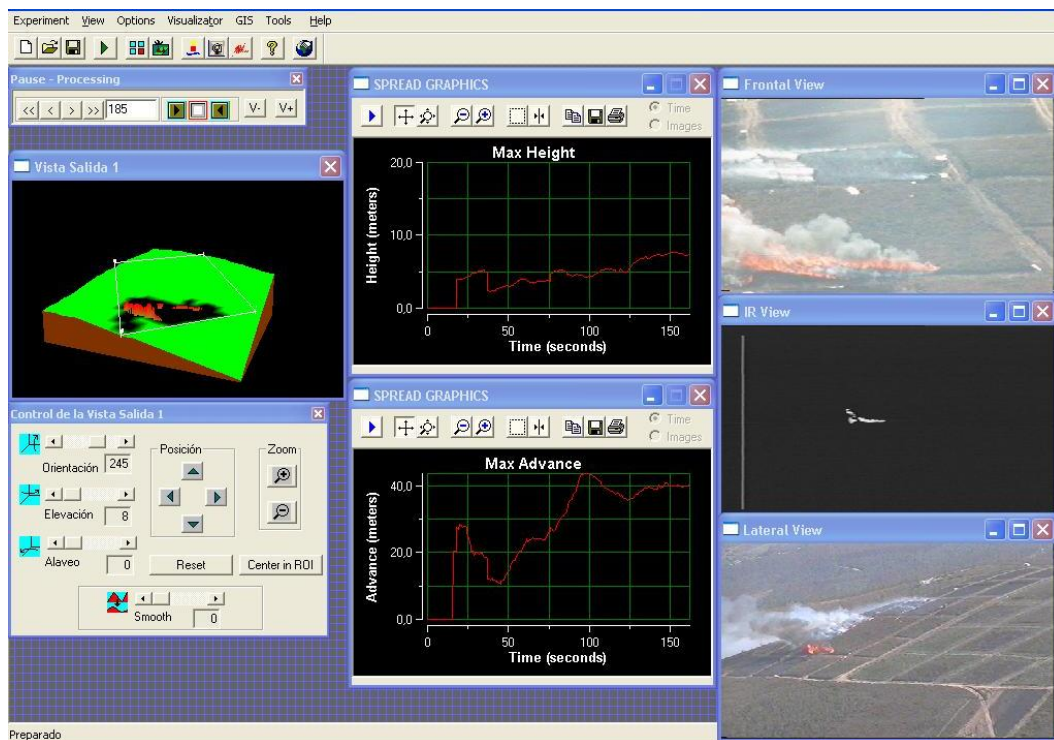 Experiment View Options Visualizator GIS Tools Help
Pause - Processing
<< < > >> 185 V- V+
Vista Salida 1
Control de la Vista Salida 1
Orientación 245
Elevación 8
Alaveo 0
Posición
Zoom
Reset Center in ROI
Smooth 0
SPREAD GRAPHICS
Time
Images
Max Height
Height (meters)
20,0
10,0
0,0
0 50 100 150
Time (seconds)
SPREAD GRAPHICS
Time
Images
Max Advance
Advance (meters)
40,0
20,0
0,0
0 50 100 150
Time (seconds)
Frontal View
IR View
Lateral View
Preparado